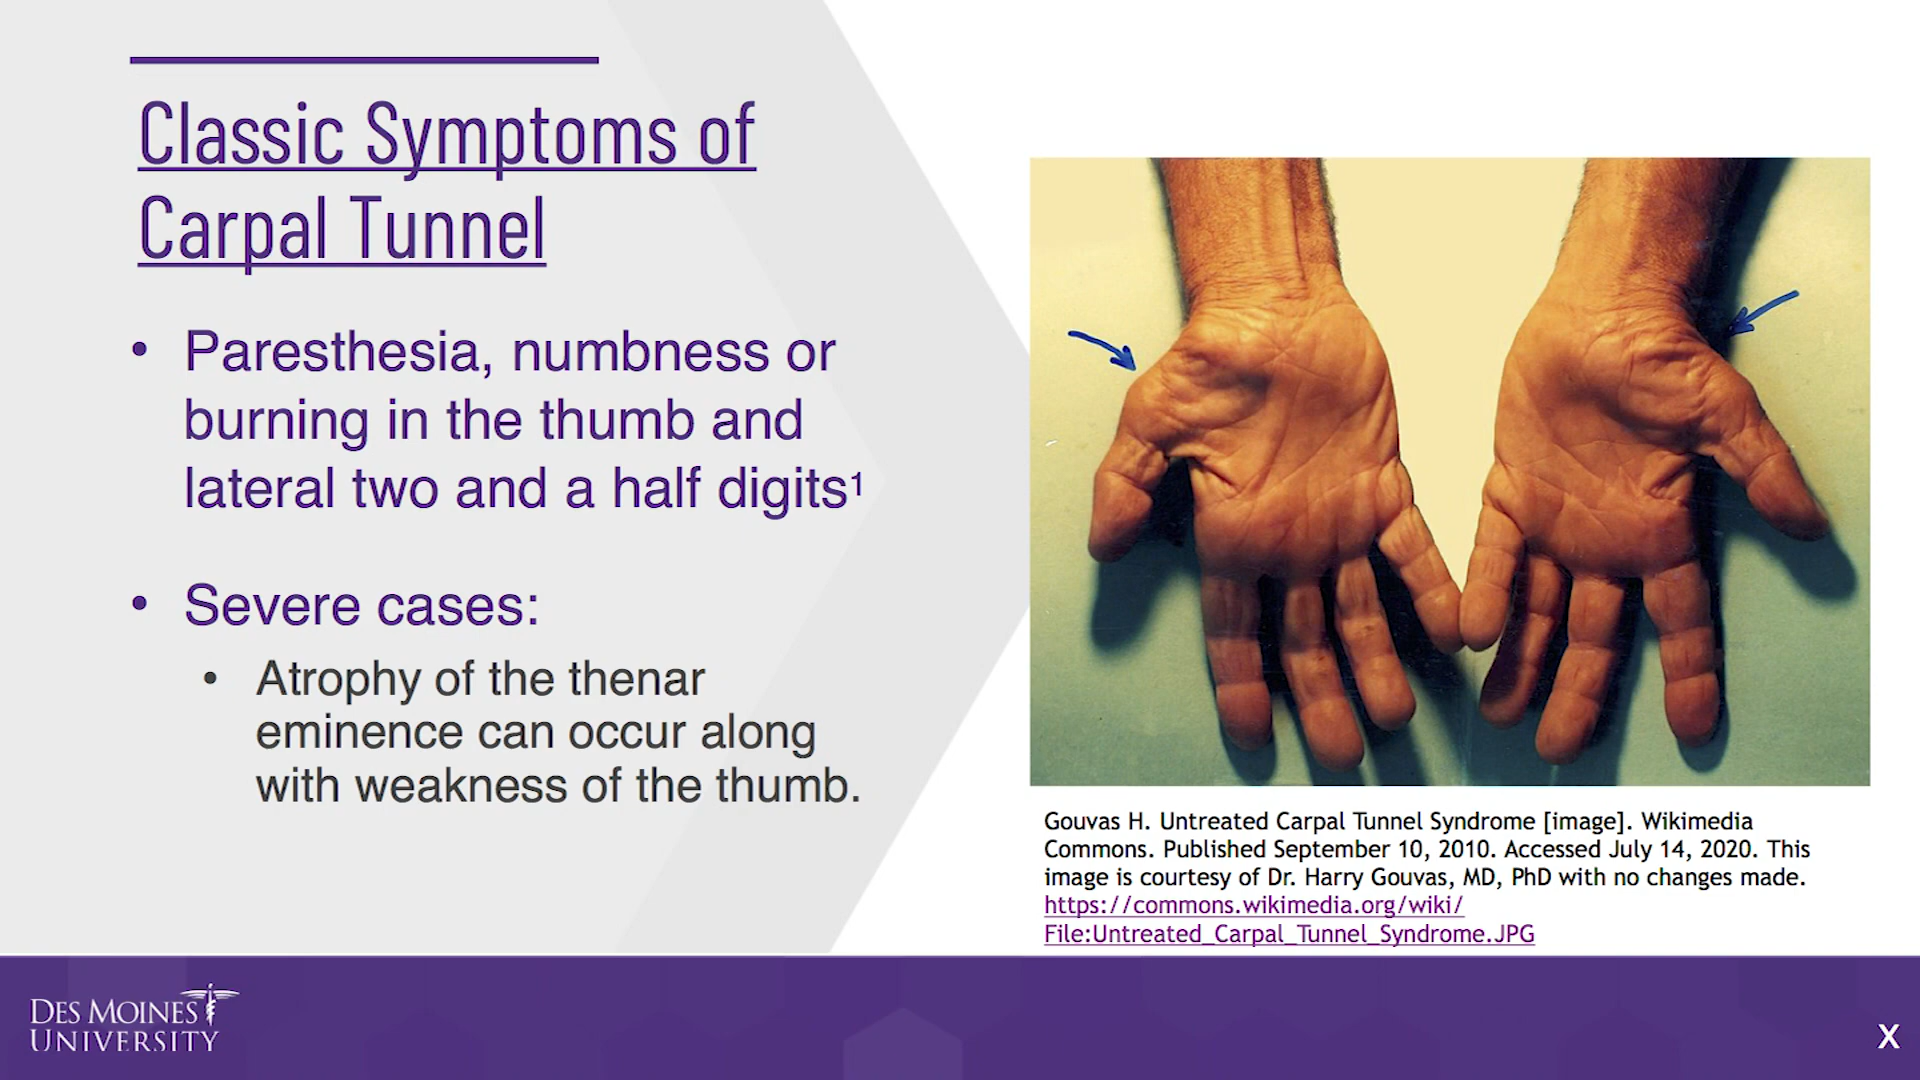 Classic Symptoms of
Carpal Tunnel
• Paresthesia, numbness or
burning in the thumb and
lateral two and a half digits¹
• Severe cases:
• Atrophy of the thenar
eminence can occur along
with weakness of the thumb.
Gouvas H. Untreated Carpal Tunnel Syndrome [image]. Wikimedia
Commons. Published September 10, 2010. Accessed July 14, 2020. This
image is courtesy of Dr. Harry Gouvas, MD, PhD with no changes made.
https://commons.wikimedia.org/wiki/
File:Untreated_Carpal_Tunnel_Syndrome.JPG
DES MOINES
UNIVERSITY
X